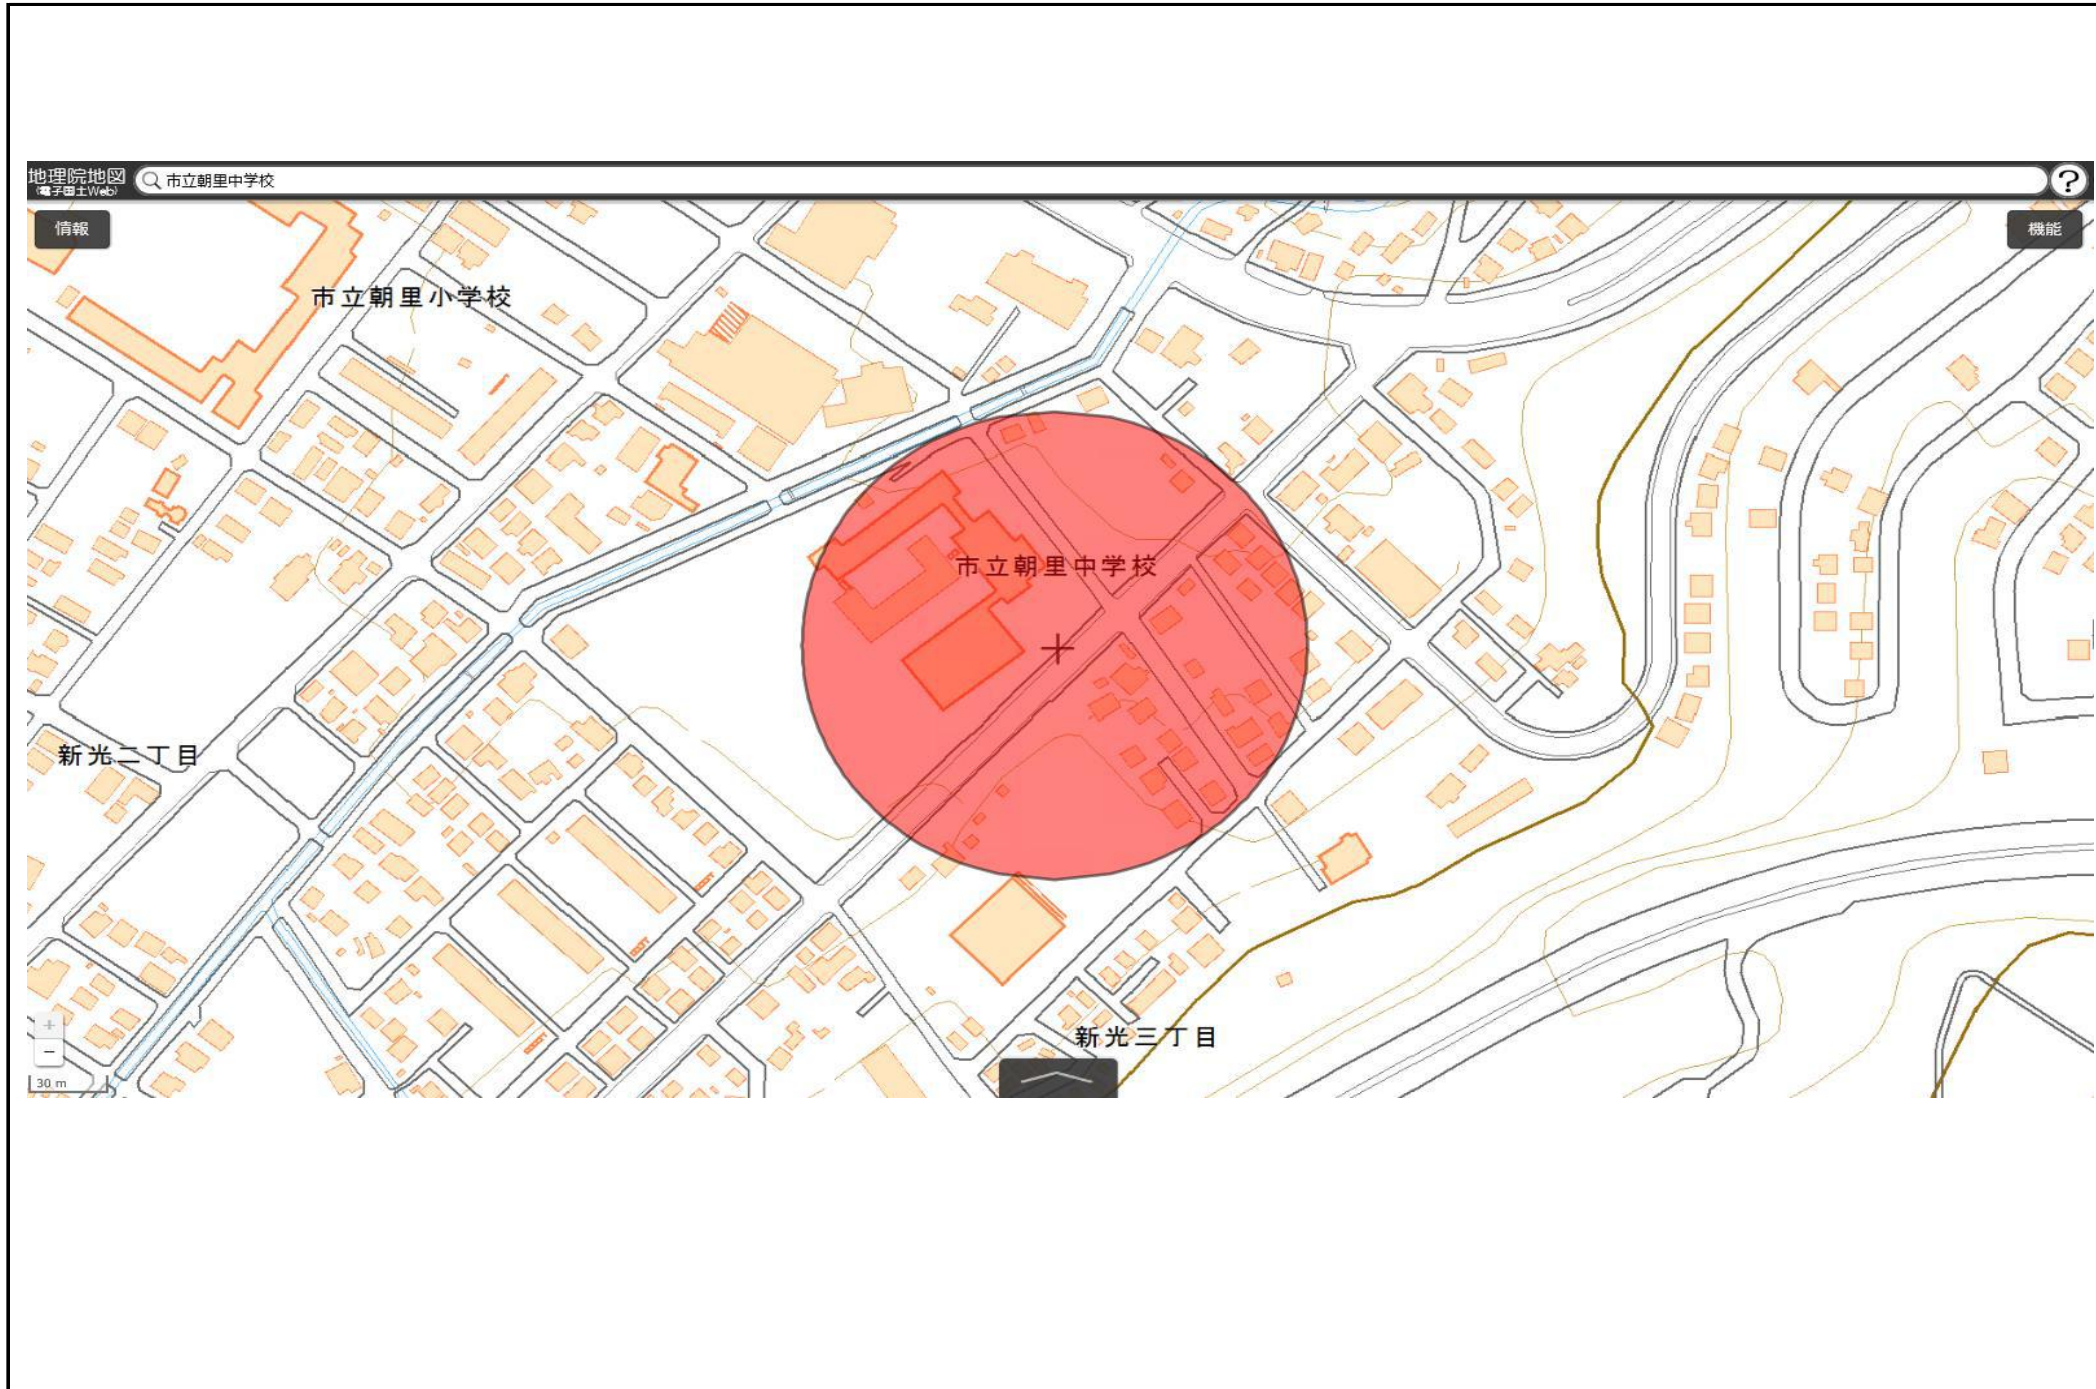 地理院地図
(電子国土Web)
市立朝里中学校
?
情報
機能
市立朝里小学校
市立朝里中学校
新光二丁目
新光三丁目
+
−
30 m